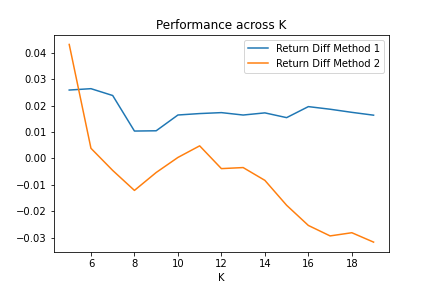 Performance across K
Return Diff Method 1
Return Diff Method 2
0.04
0.03
0.02
0.01
0.00
−0.01
−0.02
−0.03
6 8 10 12 14 16 18
K